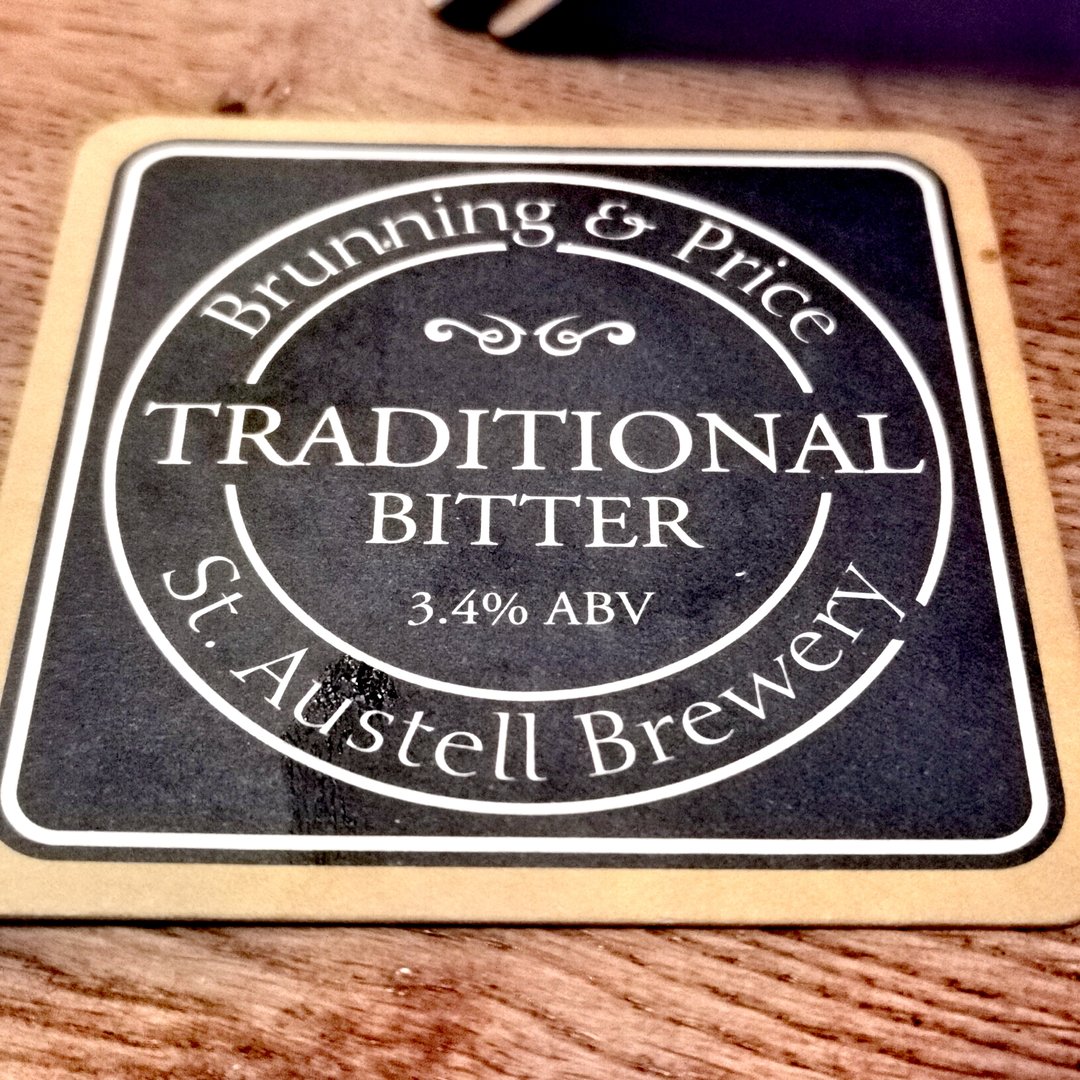 Brunning & Price
TRADITIONAL
BITTER
3.4% ABV
St. Austell Brewery